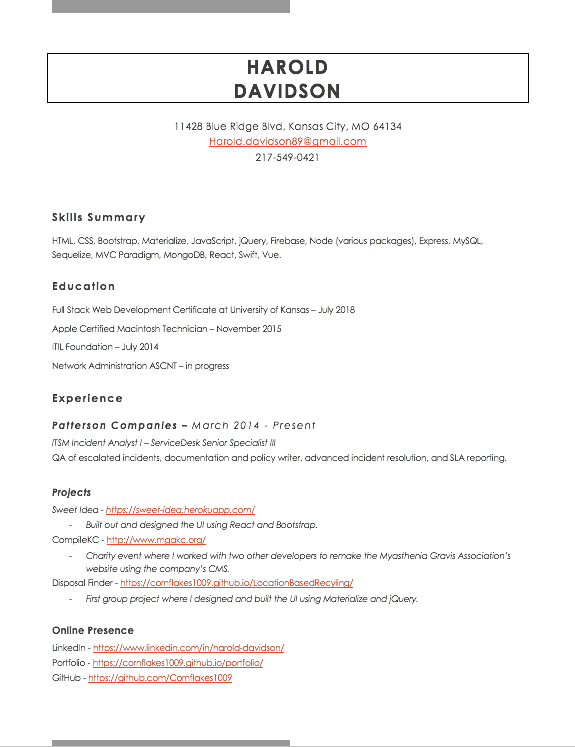 HAROLD
DAVIDSON
11428 Blue Ridge Blvd, Kansas City, MO 64134
Harold.davidson89@gmail.com
217-549-0421
Skills Summary
HTML, CSS, Bootstrap, Materialize, JavaScript, jQuery, Firebase, Node (various packages), Express, MySQL,
Sequelize, MVC Paradigm, MongoDB, React, Swift, Vue.
Education
Full Stack Web Development Certificate at University of Kansas – July 2018
Apple Certified Macintosh Technician – November 2015
ITIL Foundation – July 2014
Network Administration ASCNT – in progress
Experience
Patterson Companies – March 2014 - Present
ITSM Incident Analyst I – ServiceDesk Senior Specialist III
QA of escalated incidents, documentation and policy writer, advanced incident resolution, and SLA reporting.
Projects
Sweet Idea - https://sweet-idea.herokuapp.com/
- Built out and designed the UI using React and Bootstrap.
CompileKC - http://www.mgakc.org/
- Charity event where I worked with two other developers to remake the Myasthenia Gravis Association's
website using the company's CMS.
Disposal Finder - https://cornflakes1009.github.io/LocationBasedRecyling/
- First group project where I designed and built the UI using Materialize and jQuery.
Online Presence
LinkedIn - https://www.linkedin.com/in/harold-davidson/
Portfolio - https://cornflakes1009.github.io/portfolio/
GitHub - https://github.com/Cornflakes1009